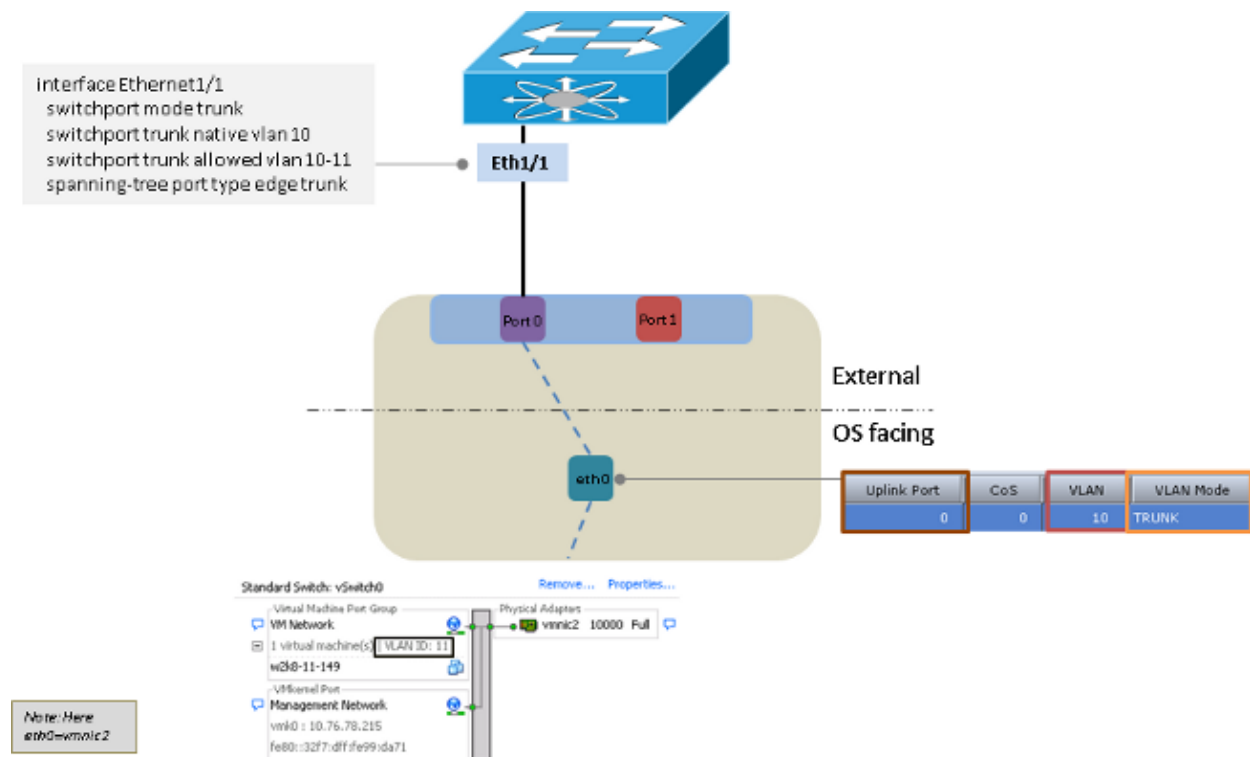 interface Ethernet1/1
switchport mode trunk
switchport trunk native vlan 10
switchport trunk allowed vlan 10-11
spanning-tree port type edge trunk
Eth1/1
Port 0
Port 1
External
OS facing
eth0
Uplink Port CoS VLAN VLAN Mode
0 0 10 TRUNK
Standard Switch: vSwitch0 Remove... Properties...
Virtual Machine Port Group
VM Network
1 virtual machine(s) | VLAN ID: 11
w2k8-11-149
Physical Adapters
vmnic2 10000 Full
VMkernel Port
Management Network
vmk0 : 10.76.78.215
fe80::32f7:dff:fe99:da71
Note: Here
eth0=vmnic2